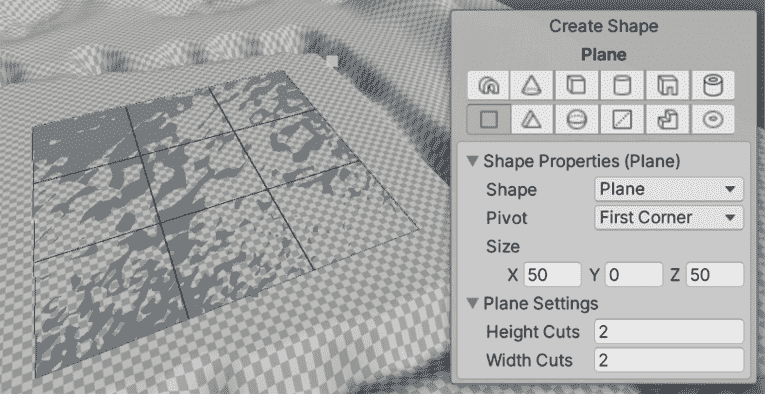 Create Shape
Plane
Shape Properties (Plane)
Shape Plane
Pivot First Corner
Size
X 50 Y 0 Z 50
Plane Settings
Height Cuts 2
Width Cuts 2